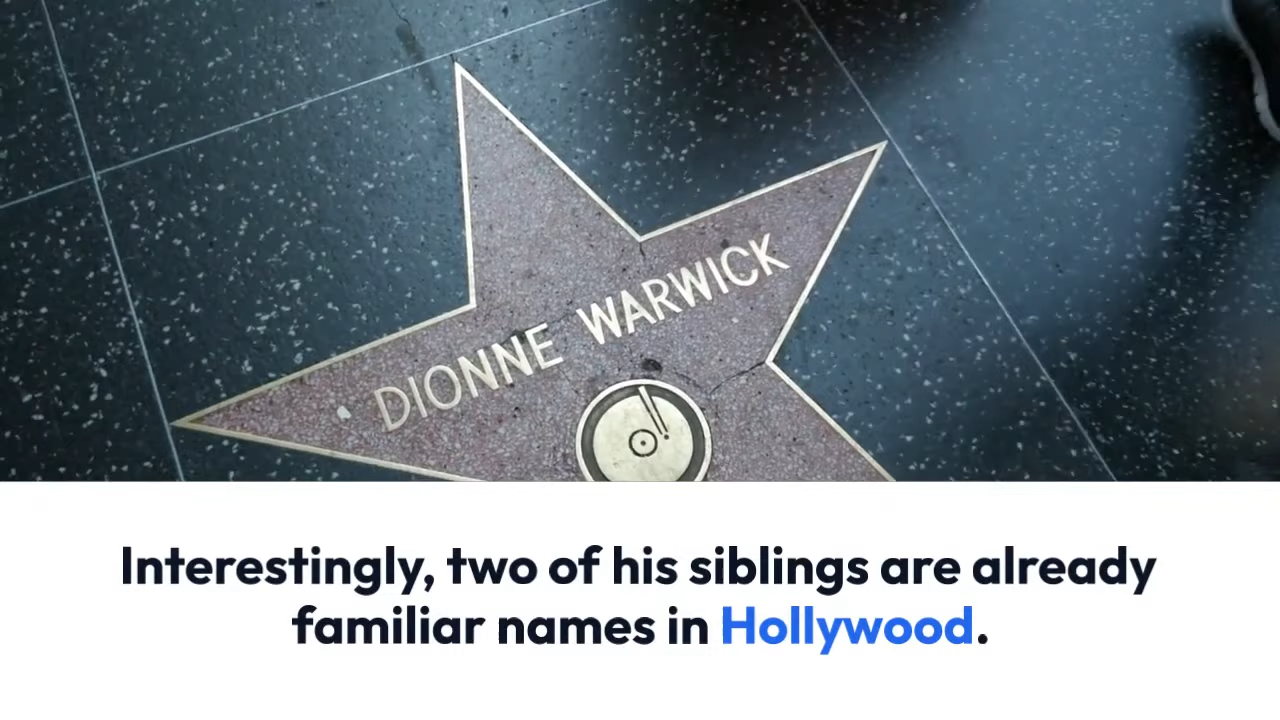 DIONNE WARWICK
Interestingly, two of his siblings are already
familiar names in Hollywood.